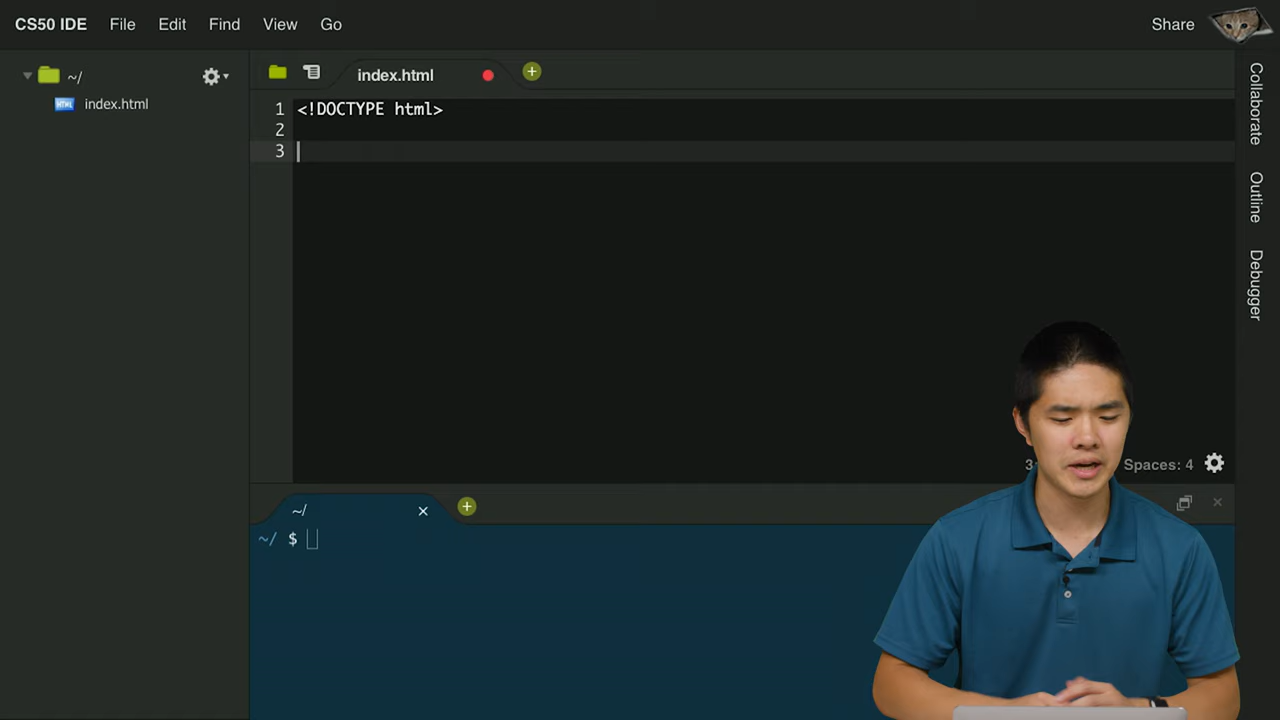 CS50 IDE File Edit Find View Go Share
~/
index.html
index.html
1 <!DOCTYPE html>
2
3
Spaces: 4
~/
~/ $
Collaborate
Outline
Debugger